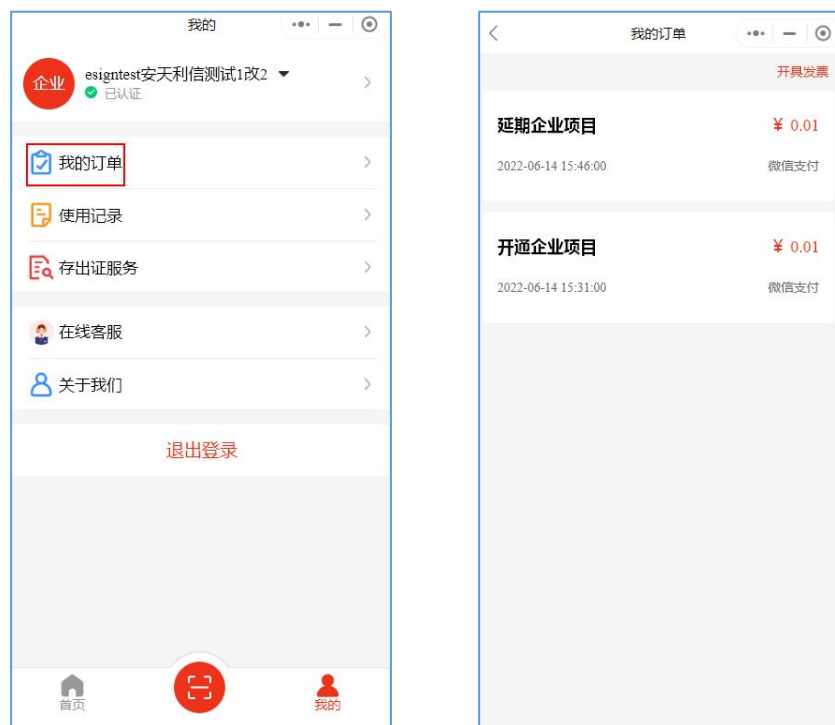 我的
企业
esigntest安天利信测试1改2
已认证
我的订单
使用记录
存出证服务
在线客服
关于我们
退出登录
首页
我的
我的订单
开具发票
延期企业项目
¥ 0.01
2022-06-14 15:46:00
微信支付
开通企业项目
¥ 0.01
2022-06-14 15:31:00
微信支付